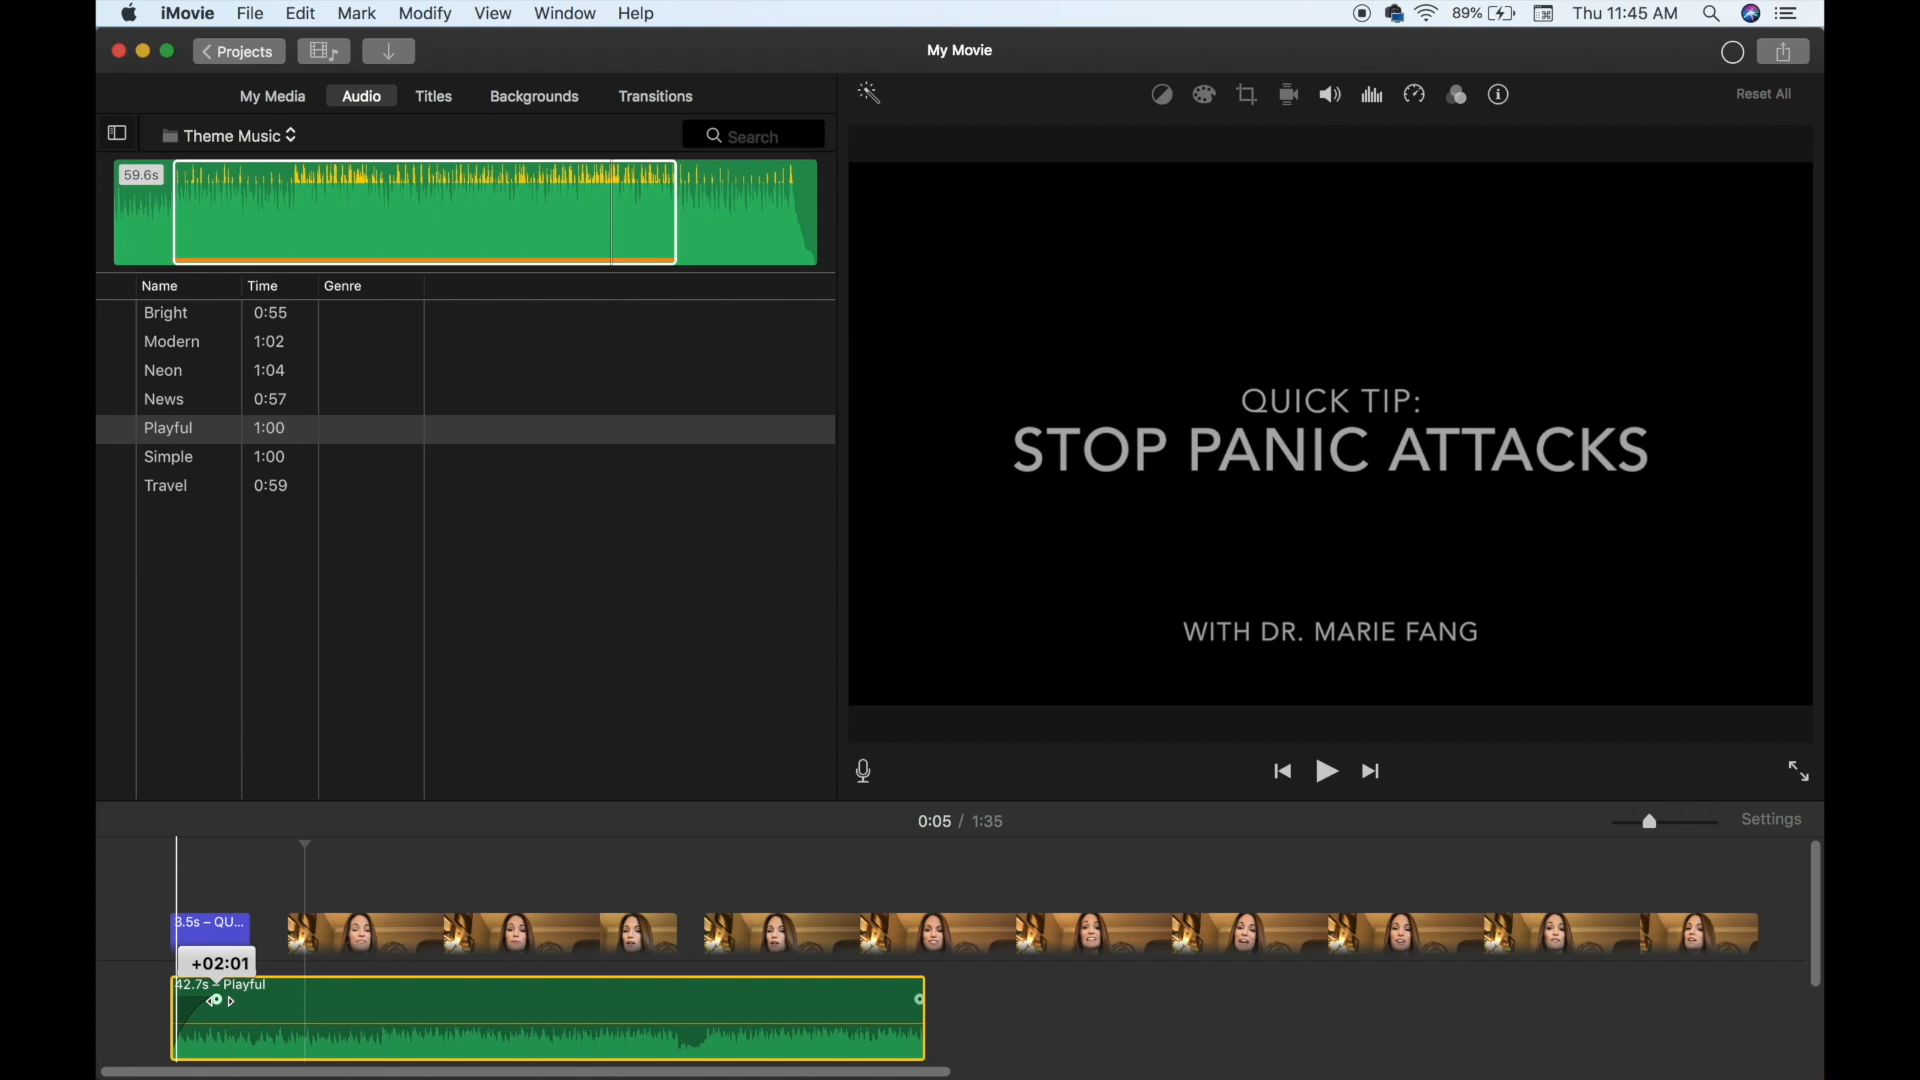 iMovie File Edit Mark Modify View Window Help
89% Thu 11:45 AM
Projects
My Movie
My Media Audio Titles Backgrounds Transitions
Reset All
Theme Music
Search
59.6s
Name Time Genre
Bright 0:55
Modern 1:02
Neon 1:04
News 0:57
Playful 1:00
Simple 1:00
Travel 0:59
QUICK TIP:
STOP PANIC ATTACKS
WITH DR. MARIE FANG
0:05 / 1:35
Settings
3.5s – QU...
+02:01
42.7s – Playful